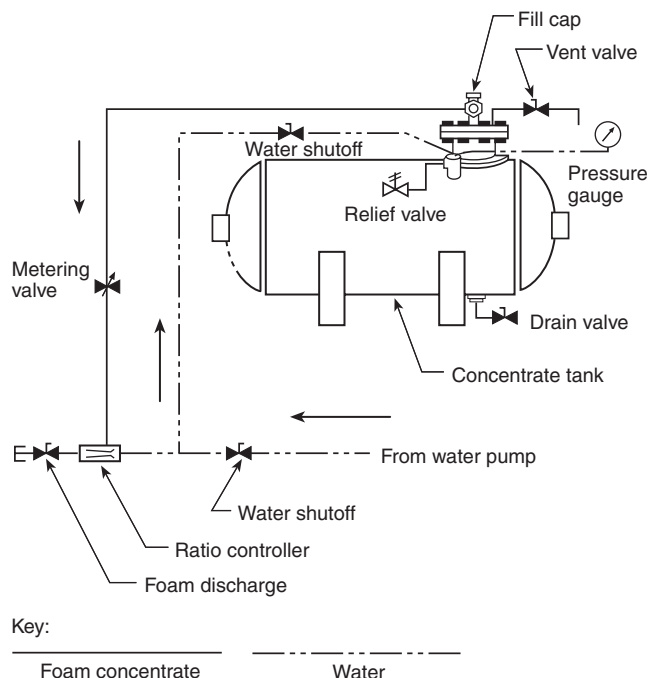 Fill cap
Vent valve
Water shutoff
Pressure
gauge
Relief valve
Metering
valve
Drain valve
Concentrate tank
From water pump
Water shutoff
Ratio controller
Foam discharge
Key:
Foam concentrate
Water